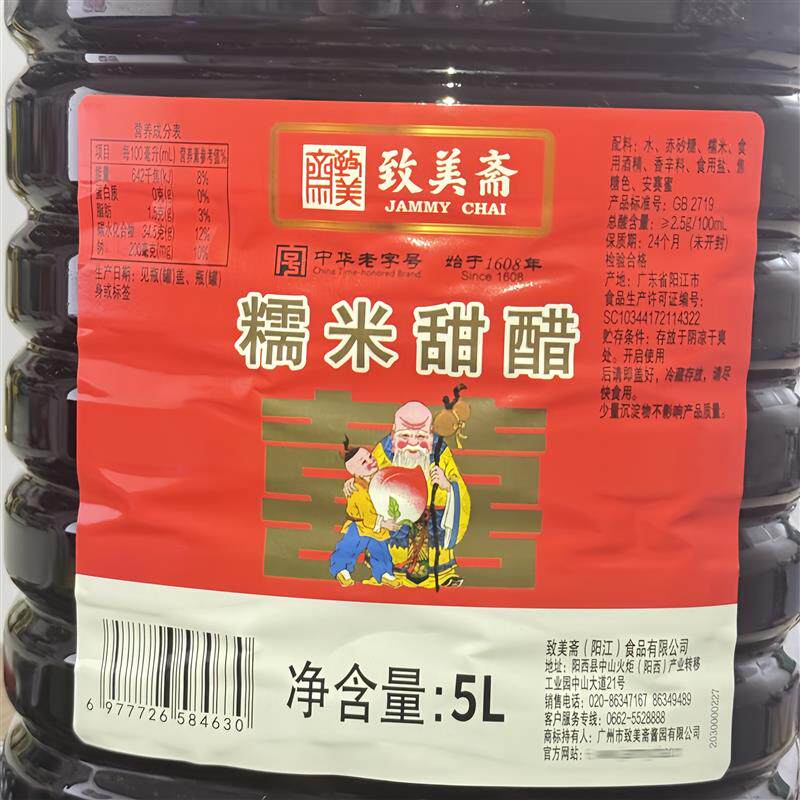 营养成分表
项目 每100毫升(mL) 营养素参考值%
能量 642千焦(kJ) 8%
蛋白质 0克(g) 0%
脂肪 1.5克(g) 3%
碳水化合物 34.5克(g) 12%
钠 200毫克(mg) 10%
生产日期：见瓶(罐)盖、瓶(罐)
身或标签
致美斋
致美斋
JAMMY CHAI
中华老字号 始于1608年
China Time-honored Brand Since 1608
糯米甜醋
配料：水、赤砂糖、糯米、食
用酒精、香辛料、食用盐、焦
糖色、安赛蜜
产品标准号：GB 2719
总酸含量：≥2.5g/100mL
保质期：24个月（未开封）
检验合格
产地：广东省阳江市
食品生产许可证编号：
SC10344172114322
贮存条件：存放于阴凉干爽
处。开启使用
后请即盖好，冷藏存放，请尽
快食用。
少量沉淀物不影响产品质量。
6 977726 584630
净含量：5L
致美斋（阳江）食品有限公司
地址：阳西县中山火炬（阳西）产业转移
工业园中山大道21号
销售电话：020-86347167 86349489
客户服务专线：0662-5528888
商标持有人：广州市致美斋酱园有限公司
官方网站：
2030000227